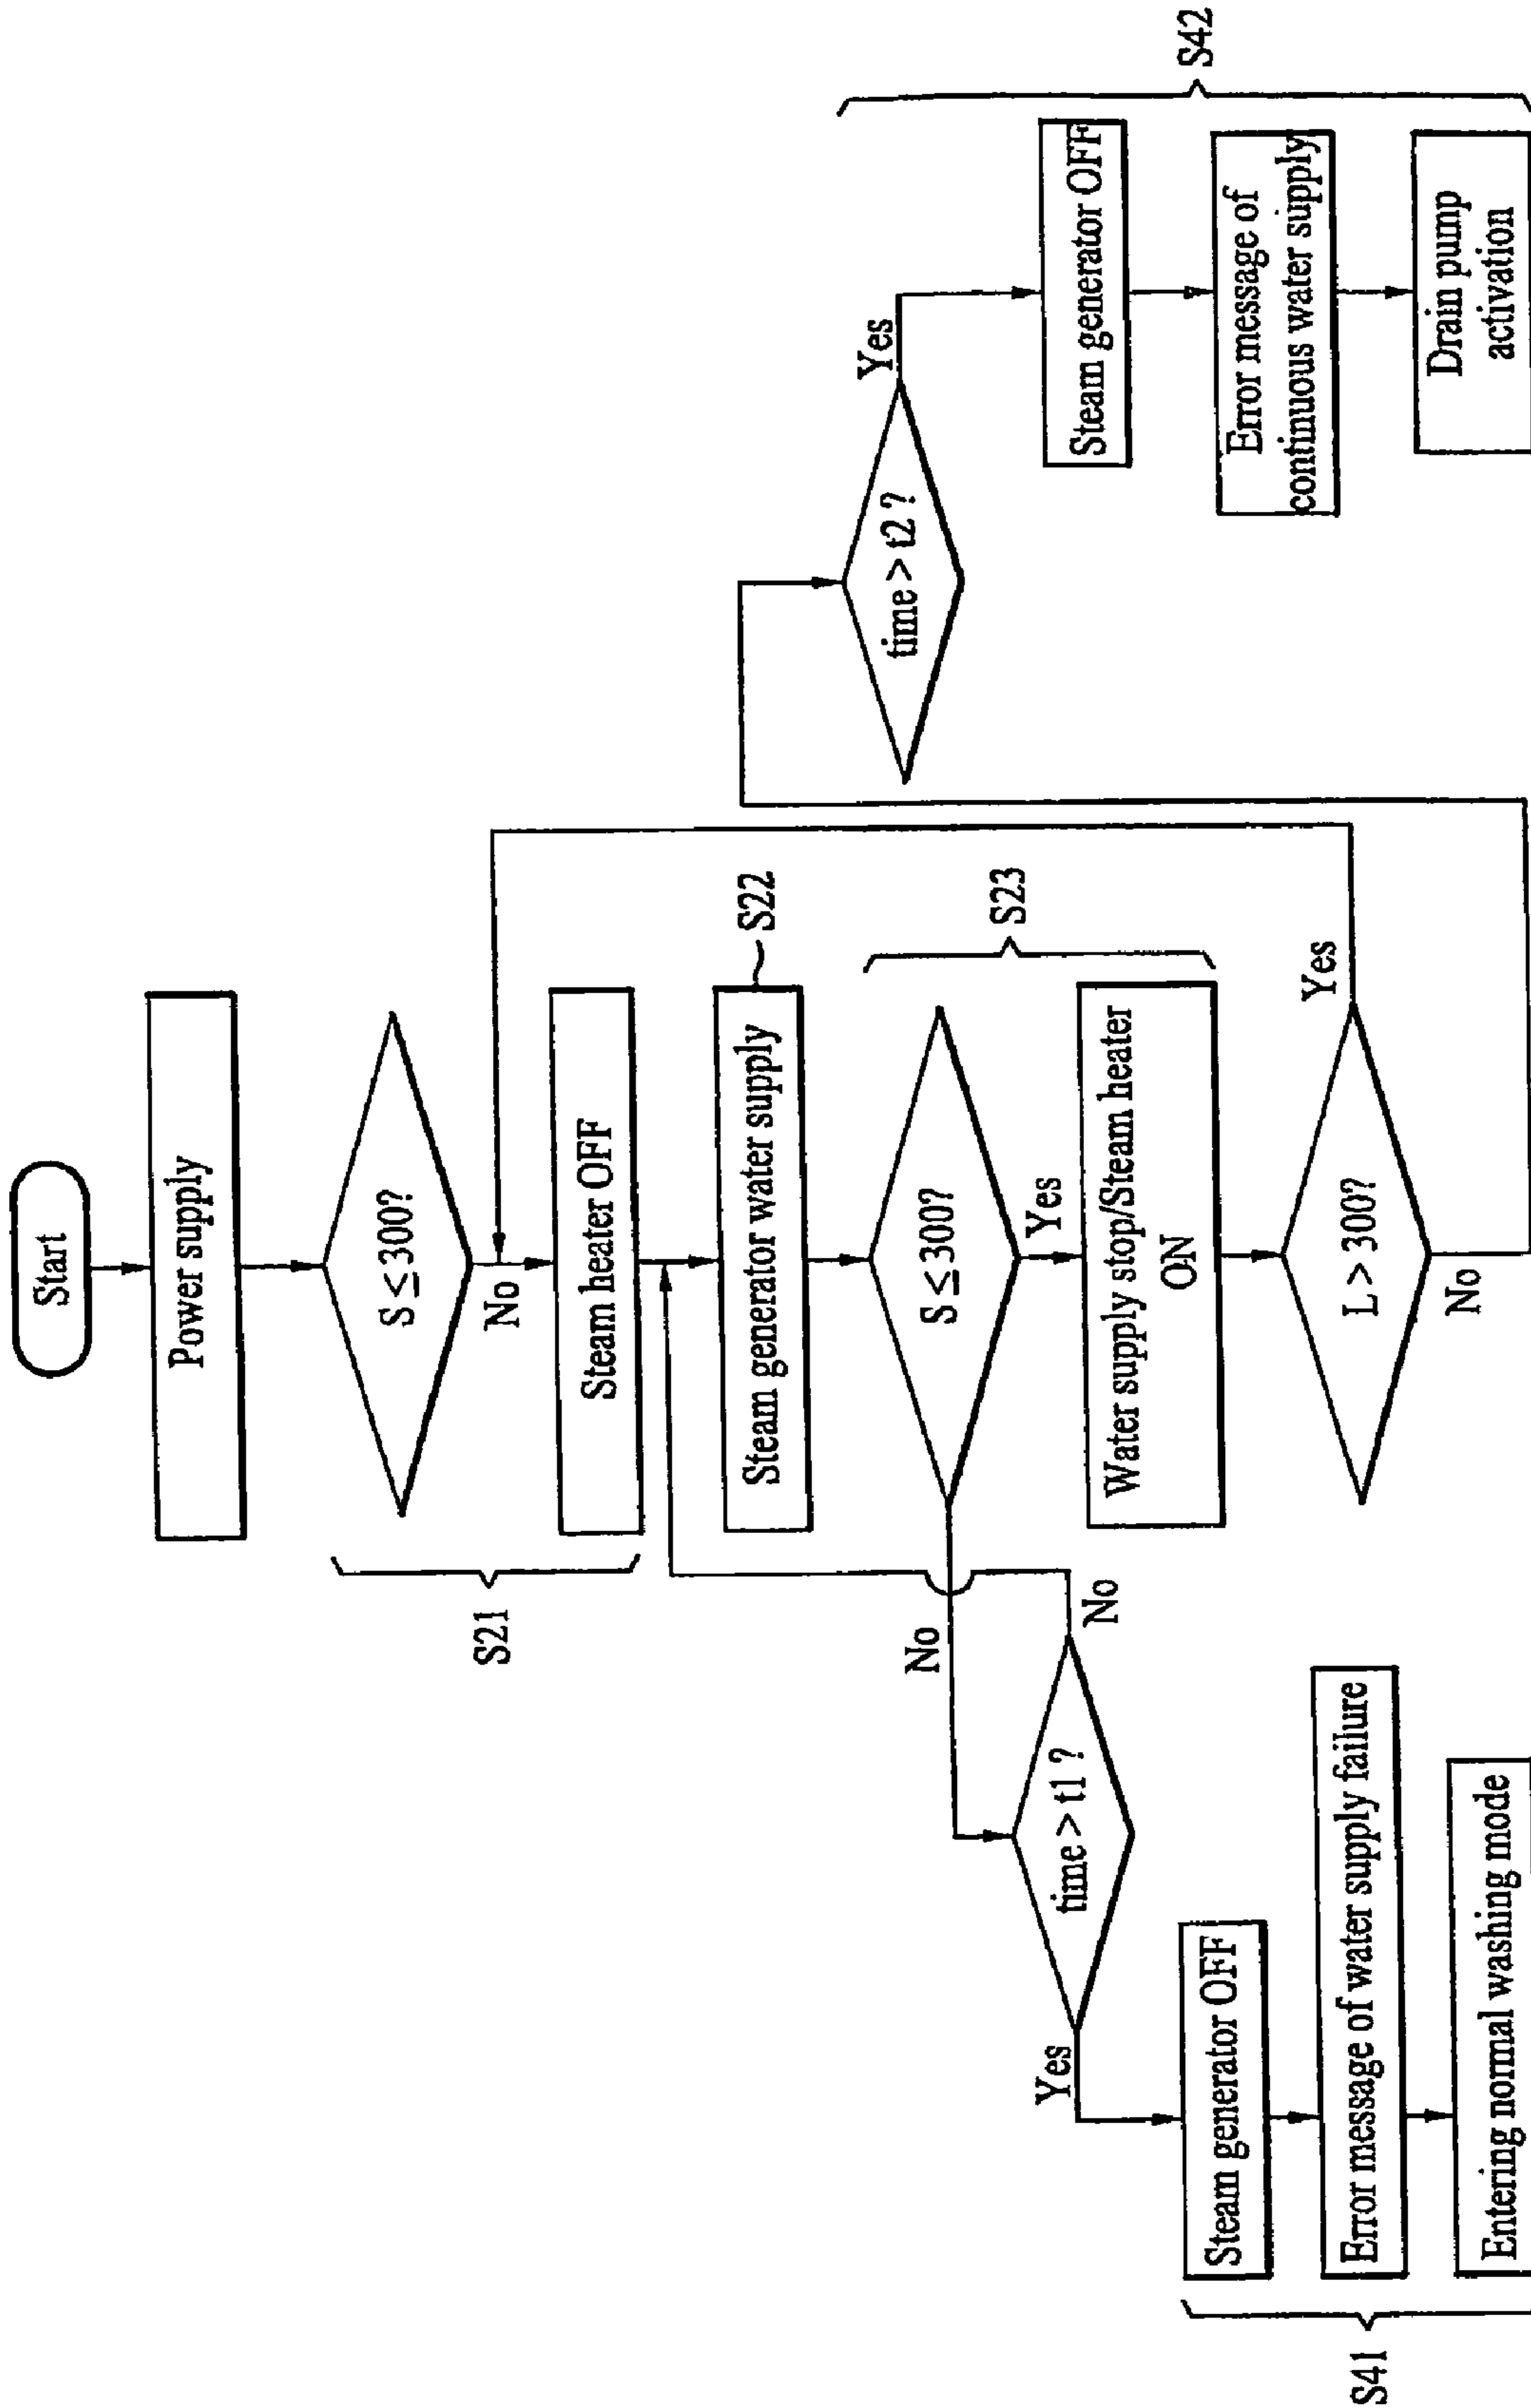 Start
Power supply
S ≤ 300?
No
S21
Steam heater OFF
Steam generator water supply
S22
S ≤ 300?
No
Yes
S23
Water supply stop/Steam heater
ON
L > 300?
Yes
No
time > t1 ?
No
Yes
Steam generator OFF
Error message of water supply failure
Entering normal washing mode
S41
time > t2 ?
Yes
Steam generator OFF
Error message of
continuous water supply
Drain pump
activation
S42